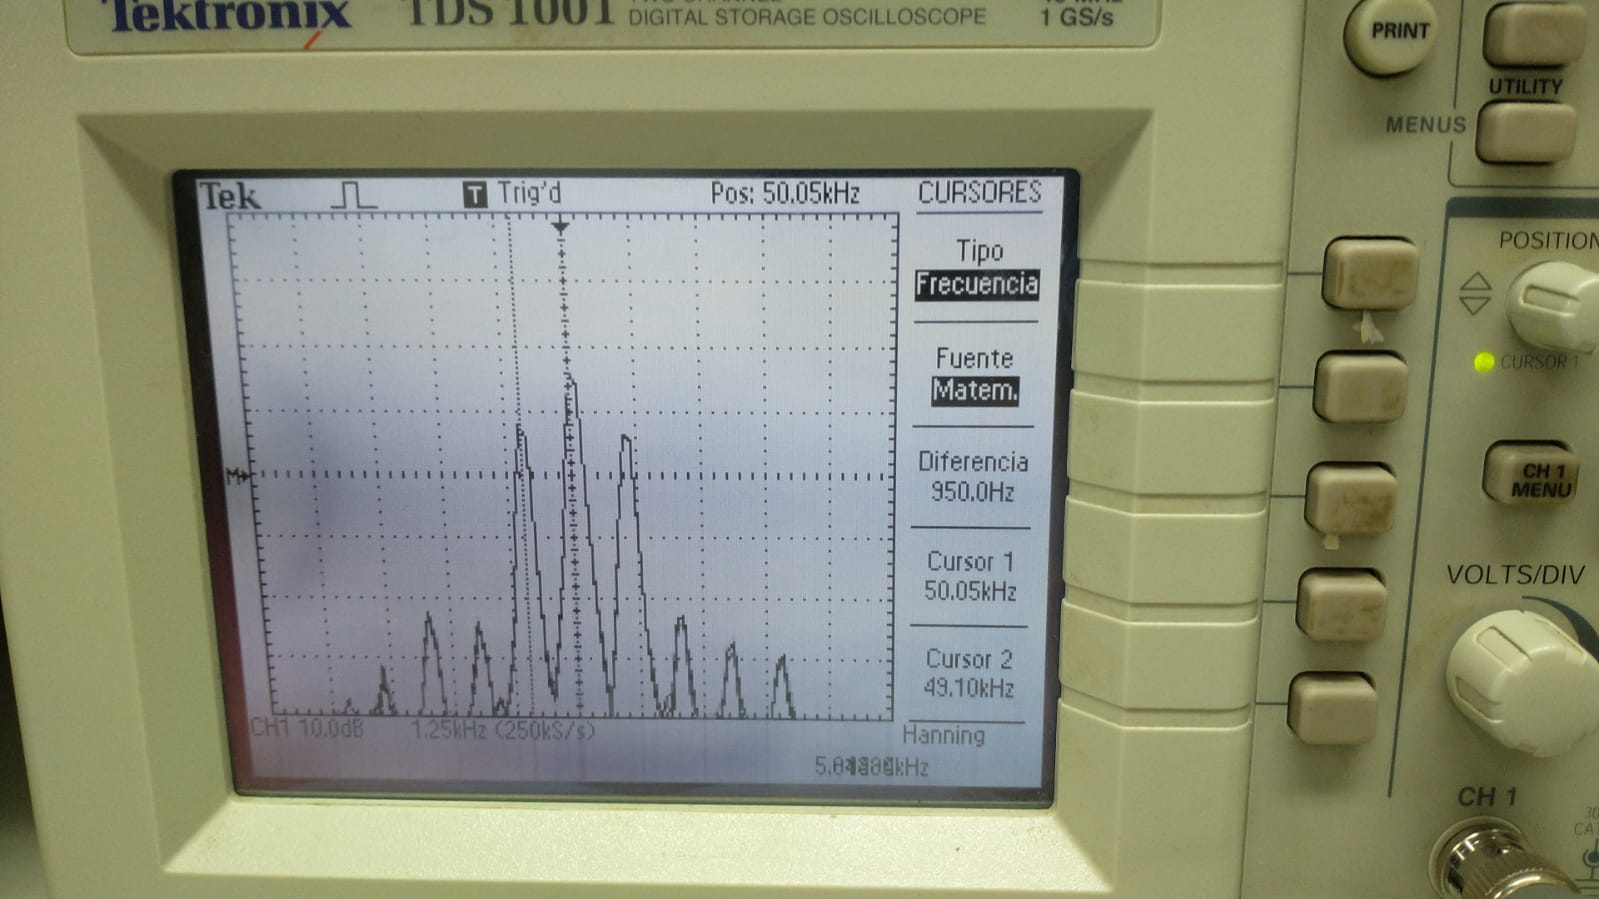 Tektronix TDS 1001
DIGITAL STORAGE OSCILLOSCOPE
1 GS/s
PRINT
UTILITY
MENUS
Tek
T Trig'd
Pos: 50.05kHz
CURSORES
Tipo
Frecuencia
Fuente
Matem.
Diferencia
950.0Hz
Cursor 1
50.05kHz
Cursor 2
49.10kHz
M
CH1 10.0dB
1.25kHz (250kS/s)
Hanning
POSITION
CURSOR 1
CH 1
MENU
VOLTS/DIV
CH 1